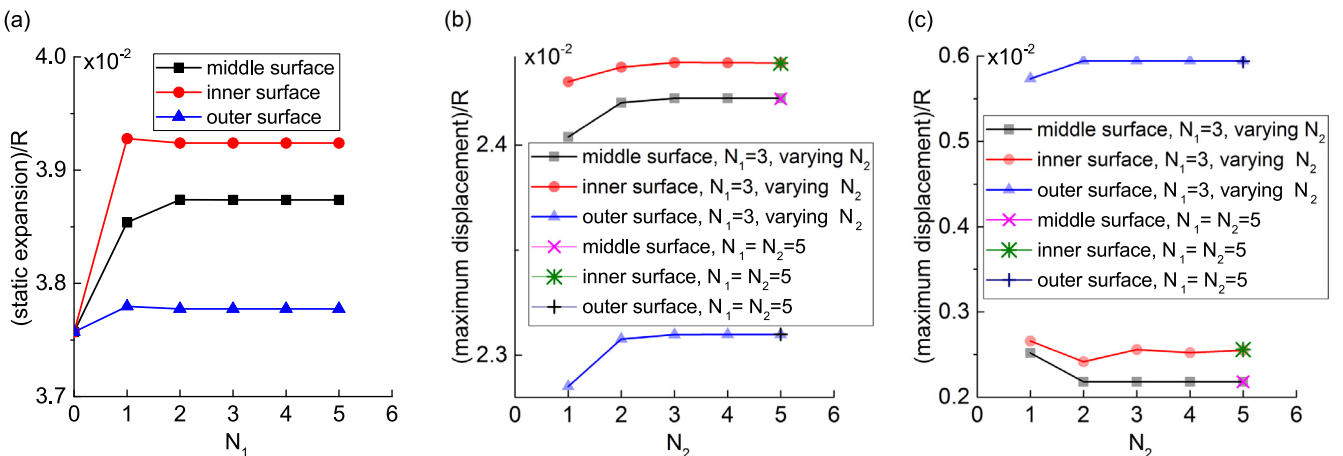 (a)
x10⁻²
4.0
3.9
3.8
3.7
(static expansion)/R
middle surface
inner surface
outer surface
0 1 2 3 4 5 6
N₁
(b)
x10⁻²
2.4
2.3
(maximum displacement)/R
middle surface, N₁=3, varying N₂
inner surface, N₁=3, varying N₂
outer surface, N₁=3, varying N₂
middle surface, N₁= N₂=5
inner surface, N₁= N₂=5
outer surface, N₁= N₂=5
0 1 2 3 4 5 6
N₂
(c)
x10⁻²
0.6
0.5
0.4
0.3
0.2
(maximum displacement)/R
middle surface, N₁=3, varying N₂
inner surface, N₁=3, varying N₂
outer surface, N₁=3, varying N₂
middle surface, N₁= N₂=5
inner surface, N₁= N₂=5
outer surface, N₁= N₂=5
0 1 2 3 4 5 6
N₂